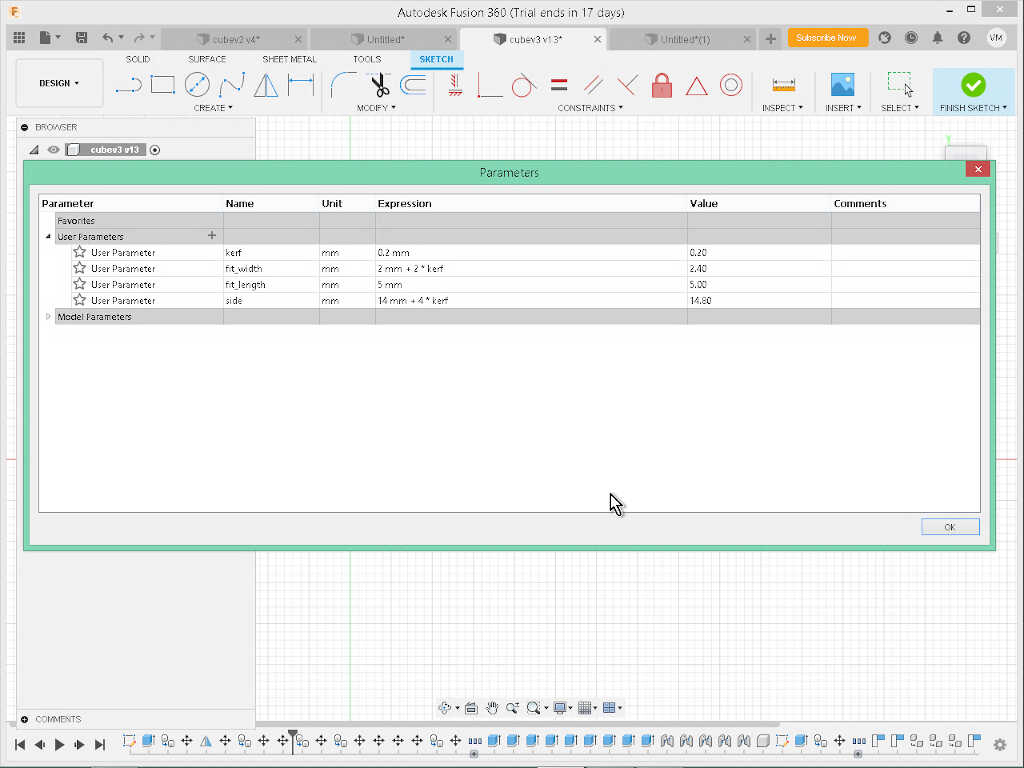 Autodesk Fusion 360 (Trial ends in 17 days)
cubev2 v4*
Untitled*
cubev3 v13*
Untitled*(1)
Subscribe Now
VM
SOLID SURFACE SHEET METAL TOOLS SKETCH
DESIGN
CREATE MODIFY CONSTRAINTS INSPECT INSERT SELECT FINISH SKETCH
BROWSER
cubev3 v13
Parameters
Parameter Name Unit Expression Value Comments
Favorites
User Parameters
User Parameter kerf mm 0.2 mm 0.20
User Parameter fit_width mm 2 mm + 2 * kerf 2.40
User Parameter fit_length mm 5 mm 5.00
User Parameter side mm 14 mm + 4 * kerf 14.80
Model Parameters
OK
COMMENTS